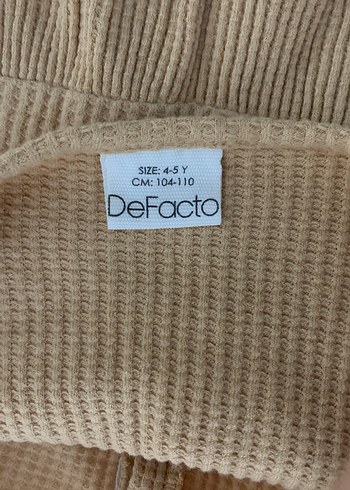 SIZE: 4-5 Y
CM: 104-110
DeFacto